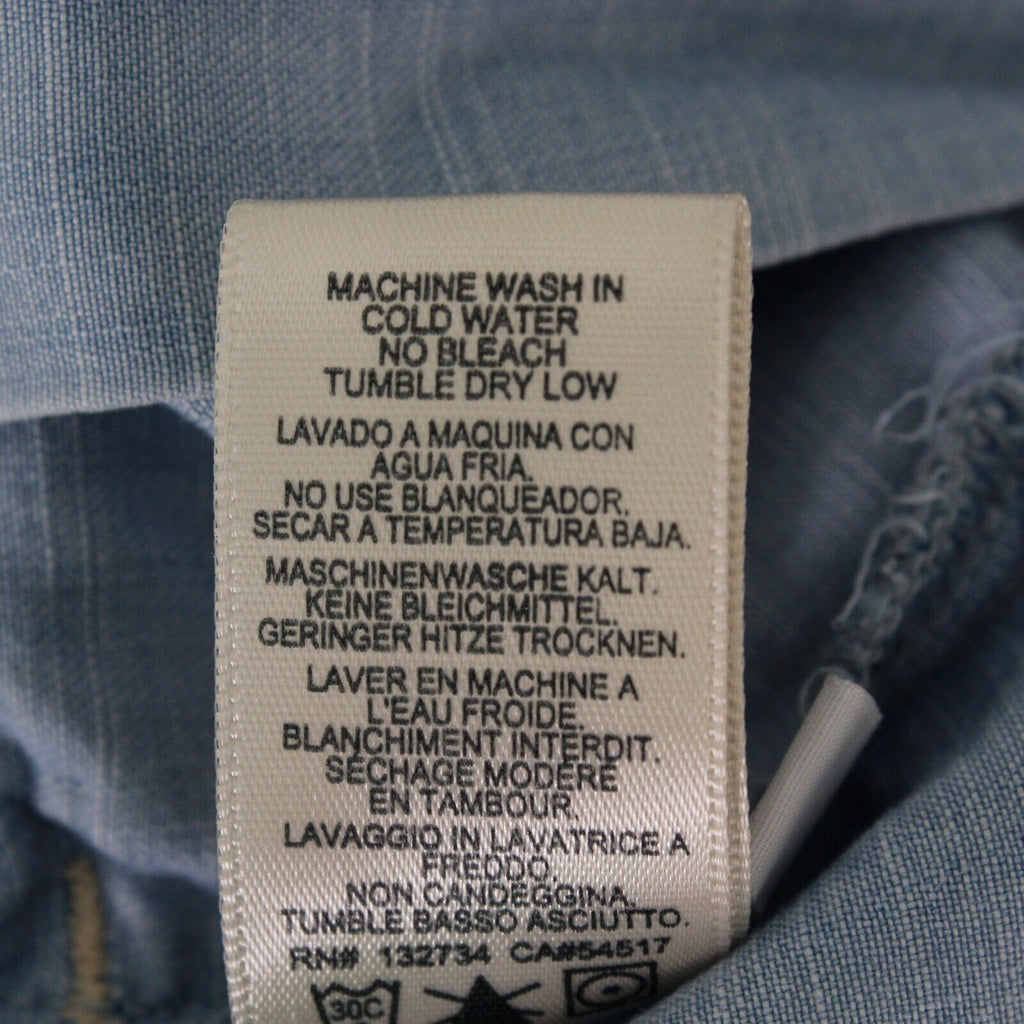 MACHINE WASH IN
COLD WATER
NO BLEACH
TUMBLE DRY LOW
LAVADO A MAQUINA CON
AGUA FRIA.
NO USE BLANQUEADOR.
SECAR A TEMPERATURA BAJA.
MASCHINENWASCHE KALT.
KEINE BLEICHMITTEL.
GERINGER HITZE TROCKNEN.
LAVER EN MACHINE A
L'EAU FROIDE.
BLANCHIMENT INTERDIT.
SÉCHAGE MODÉRÉ
EN TAMBOUR.
LAVAGGIO IN LAVATRICE A
FREDDO.
NON CANDEGGINA.
TUMBLE BASSO ASCIUTTO.
RN# 132734 CA#54517
30C